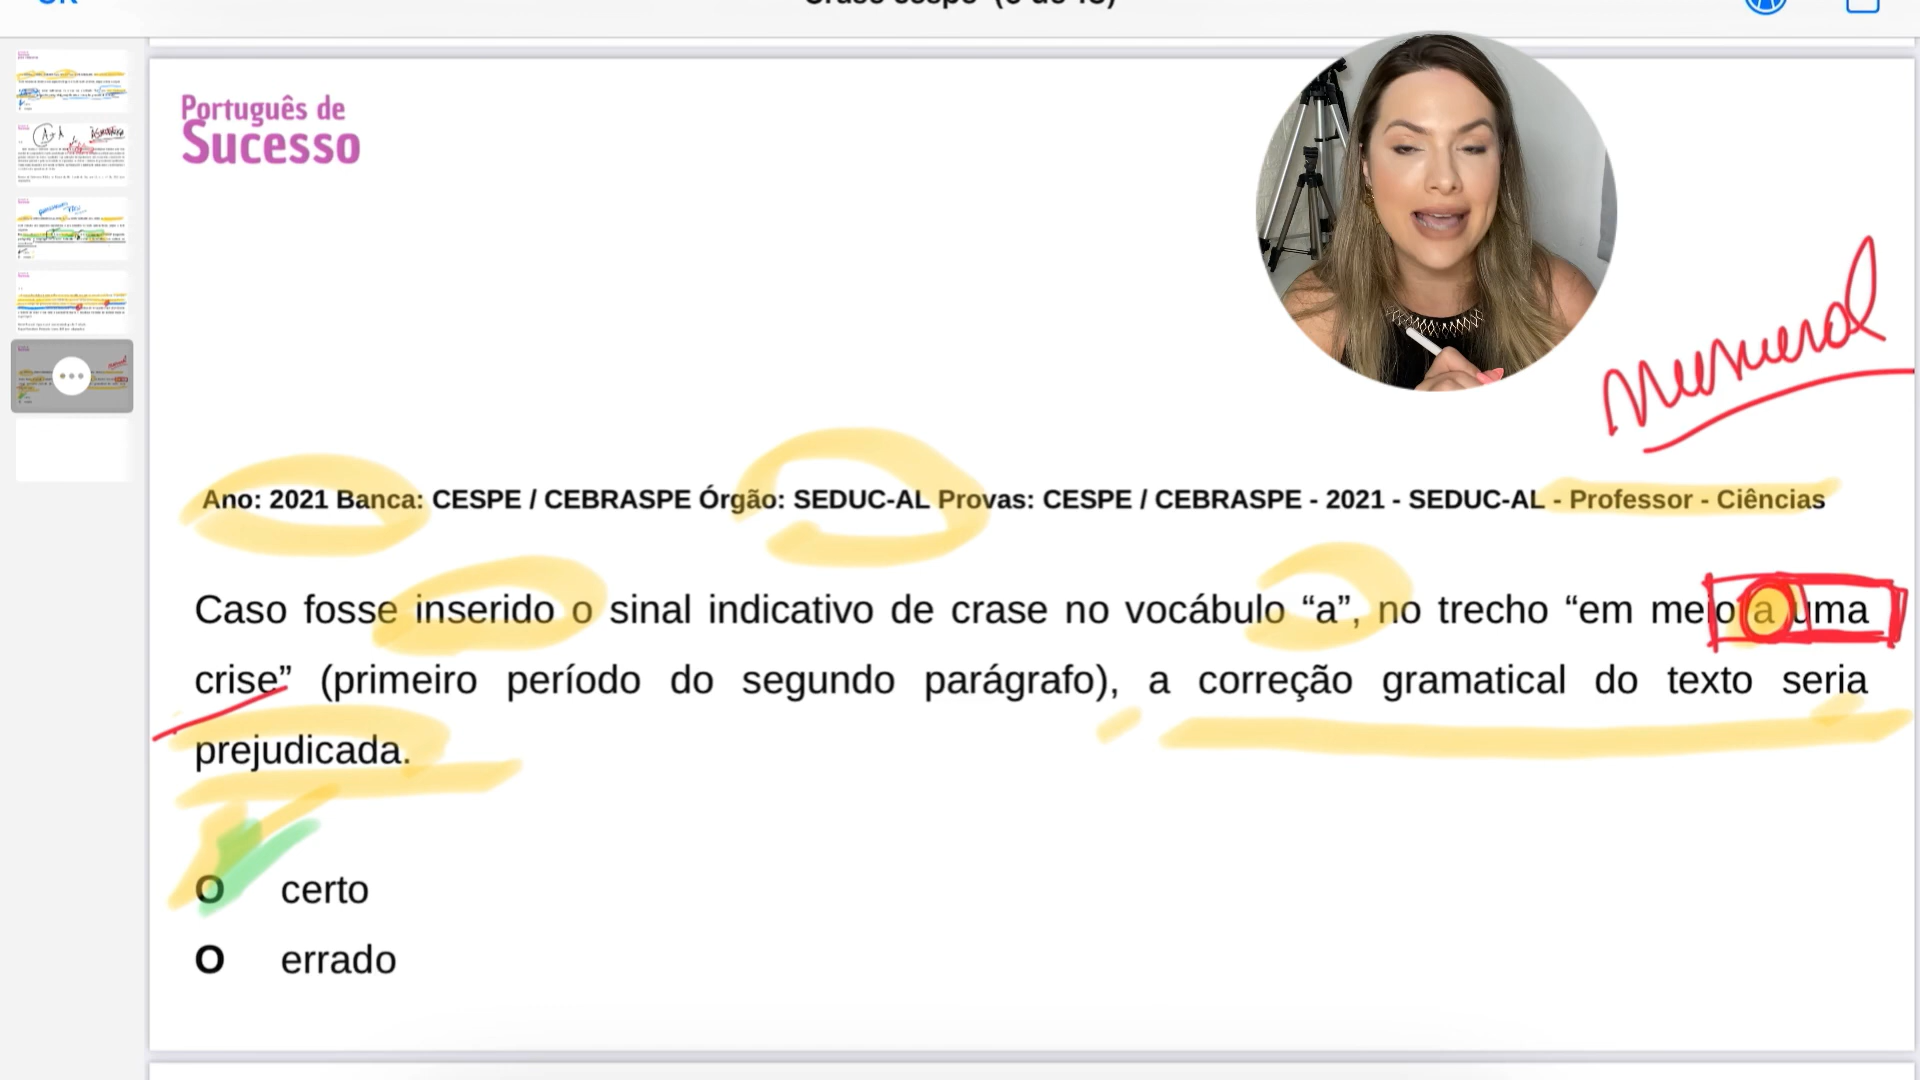 Português de
Sucesso
numeral
Ano: 2021 Banca: CESPE / CEBRASPE Órgão: SEDUC-AL Provas: CESPE / CEBRASPE - 2021 - SEDUC-AL - Professor - Ciências
Caso fosse inserido o sinal indicativo de crase no vocábulo “a”, no trecho “em meio a uma
crise” (primeiro período do segundo parágrafo), a correção gramatical do texto seria
prejudicada.
O certo
O errado